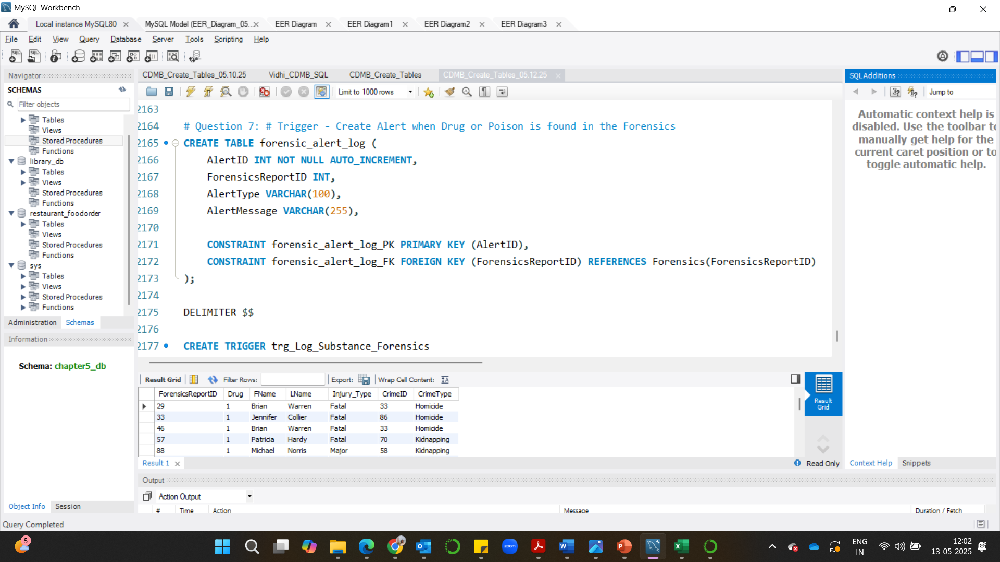 MySQL Workbench
Local instance MySQL80
MySQL Model (EER_Diagram_05...
EER Diagram
EER Diagram1
EER Diagram2
EER Diagram3
File Edit View Query Database Server Tools Scripting Help
Navigator
SCHEMAS
Filter objects
Tables
Views
Stored Procedures
Functions
library_db
Tables
Views
Stored Procedures
Functions
restaurant_foodorder
Tables
Views
Stored Procedures
Functions
sys
Tables
Views
Stored Procedures
Functions
Administration Schemas
Information
Schema: chapter5_db
Object Info Session
Query Completed
CDMB_Create_Tables_05.10.25
Vidhi_CDMB_SQL
CDMB_Create_Tables
CDMB_Create_Tables_05.12.25
Limit to 1000 rows
2163
2164 # Question 7: # Trigger - Create Alert when Drug or Poison is found in the Forensics
2165 CREATE TABLE forensic_alert_log (
2166 AlertID INT NOT NULL AUTO_INCREMENT,
2167 ForensicsReportID INT,
2168 AlertType VARCHAR(100),
2169 AlertMessage VARCHAR(255),
2170
2171 CONSTRAINT forensic_alert_log_PK PRIMARY KEY (AlertID),
2172 CONSTRAINT forensic_alert_log_FK FOREIGN KEY (ForensicsReportID) REFERENCES Forensics(ForensicsReportID)
2173 );
2174
2175 DELIMITER $$
2176
2177 CREATE TRIGGER trg_Log_Substance_Forensics
Result Grid Filter Rows: Export: Wrap Cell Content:
ForensicsReportID Drug FName LName Injury_Type CrimeID CrimeType
29 1 Brian Warren Fatal 33 Homicide
33 1 Jennifer Collier Fatal 86 Homicide
46 1 Brian Warren Fatal 33 Homicide
57 1 Patricia Hardy Fatal 70 Kidnapping
88 1 Michael Norris Major 58 Kidnapping
Result Grid
Result 1
Read Only
Output
Action Output
# Time Action Message Duration / Fetch
SQLAdditions
Jump to
Automatic context help is
disabled. Use the toolbar to
manually get help for the
current caret position or to
toggle automatic help.
Context Help Snippets
5
zoom
ENG
IN
12:02
13-05-2025